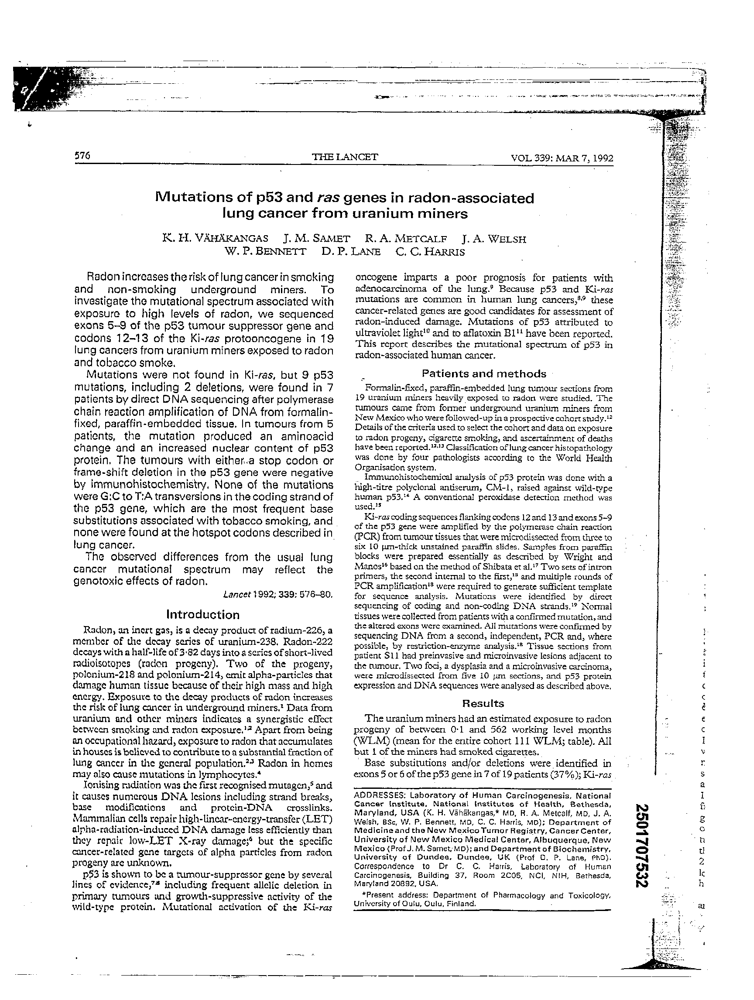 576
THE LANCET
VOL 339: MAR 7, 1992
Mutations of p53 and ras genes in radon-associated
lung cancer from uranium miners
K. H. VÄHÄKANGAS J. M. SAMET R. A. METCALF J. A. WELSH
W. P. BENNETT D. P. LANE C. C. HARRIS
Radon increases the risk of lung cancer in smoking
and non-smoking underground miners. To
investigate the mutational spectrum associated with
exposure to high levels of radon, we sequenced
exons 5–9 of the p53 tumour suppressor gene and
codons 12–13 of the Ki-ras protooncogene in 19
lung cancers from uranium miners exposed to radon
and tobacco smoke.
Mutations were not found in Ki-ras, but 9 p53
mutations, including 2 deletions, were found in 7
patients by direct DNA sequencing after polymerase
chain reaction amplification of DNA from formalin-
fixed, paraffin-embedded tissue. In tumours from 5
patients, the mutation produced an aminoacid
change and an increased nuclear content of p53
protein. The tumours with either a stop codon or
frame-shift deletion in the p53 gene were negative
by immunohistochemistry. None of the mutations
were G:C to T:A transversions in the coding strand of
the p53 gene, which are the most frequent base
substitutions associated with tobacco smoking, and
none were found at the hotspot codons described in
lung cancer.
The observed differences from the usual lung
cancer mutational spectrum may reflect the
genotoxic effects of radon.
Lancet 1992; 339: 576–80.
Introduction
Radon, an inert gas, is a decay product of radium-226, a
member of the decay series of uranium-238. Radon-222
decays with a half-life of 3·82 days into a series of short-lived
radioisotopes (radon progeny). Two of the progeny,
polonium-218 and polonium-214, emit alpha-particles that
damage human tissue because of their high mass and high
energy. Exposure to the decay products of radon increases
the risk of lung cancer in underground miners.¹ Data from
uranium and other miners indicates a synergistic effect
between smoking and radon exposure.¹,² Apart from being
an occupational hazard, exposure to radon that accumulates
in houses is believed to contribute to a substantial fraction of
lung cancer in the general population.²,³ Radon in homes
may also cause mutations in lymphocytes.⁴
Ionising radiation was the first recognised mutagen,⁵ and
it causes numerous DNA lesions including strand breaks,
base modifications and protein-DNA crosslinks.
Mammalian cells repair high-linear-energy-transfer (LET)
alpha-radiation-induced DNA damage less efficiently than
they repair low-LET X-ray damage;⁶ but the specific
cancer-related gene targets of alpha particles from radon
progeny are unknown.
p53 is shown to be a tumour-suppressor gene by several
lines of evidence,⁷,⁸ including frequent allelic deletion in
primary tumours and growth-suppressive activity of the
wild-type protein. Mutational activation of the Ki-ras
oncogene imparts a poor prognosis for patients with
adenocarcinoma of the lung.⁹ Because p53 and Ki-ras
mutations are common in human lung cancers,⁸,⁹ these
cancer-related genes are good candidates for assessment of
radon-induced damage. Mutations of p53 attributed to
ultraviolet light¹⁰ and to aflatoxin B1¹¹ have been reported.
This report describes the mutational spectrum of p53 in
radon-associated human cancer.
Patients and methods
Formalin-fixed, paraffin-embedded lung tumour sections from
19 uranium miners heavily exposed to radon were studied. The
tumours came from former underground uranium miners from
New Mexico who were followed-up in a prospective cohort study.¹²
Details of the criteria used to select the cohort and data on exposure
to radon progeny, cigarette smoking, and ascertainment of deaths
have been reported.¹²,¹³ Classification of lung cancer histopathology
was done by four pathologists according to the World Health
Organisation system.
Immunohistochemical analysis of p53 protein was done with a
high-titre polyclonal antiserum, CM-1, raised against wild-type
human p53.¹⁴ A conventional peroxidase detection method was
used.¹⁵
Ki-ras coding sequences flanking codons 12 and 13 and exons 5–9
of the p53 gene were amplified by the polymerase chain reaction
(PCR) from tumour tissues that were microdissected from three to
six 10 µm-thick unstained paraffin slides. Samples from paraffin
blocks were prepared essentially as described by Wright and
Manos¹⁶ based on the method of Shibata et al.¹⁷ Two sets of intron
primers, the second internal to the first,¹⁸ and multiple rounds of
PCR amplification¹⁸ were required to generate sufficient template
for sequence analysis. Mutations were identified by direct
sequencing of coding and non-coding DNA strands.¹⁹ Normal
tissues were collected from patients with a confirmed mutation, and
the altered exons were examined. All mutations were confirmed by
sequencing DNA from a second, independent, PCR and, where
possible, by restriction-enzyme analysis.¹⁸ Tissue sections from
patient S11 had preinvasive and microinvasive lesions adjacent to
the tumour. Two foci, a dysplasia and a microinvasive carcinoma,
were microdissected from five 10 µm sections, and p53 protein
expression and DNA sequences were analysed as described above.
Results
The uranium miners had an estimated exposure to radon
progeny of between 0·1 and 562 working level months
(WLM) (mean for the entire cohort 111 WLM; table). All
but 1 of the miners had smoked cigarettes.
Base substitutions and/or deletions were identified in
exons 5 or 6 of the p53 gene in 7 of 19 patients (37%); Ki-ras
ADDRESSES: Laboratory of Human Carcinogenesis, National
Cancer Institute, National Institutes of Health, Bethesda,
Maryland, USA (K. H. Vähäkangas,* MD, R. A. Metcalf, MD, J. A.
Welsh, BSc, W. P. Bennett, MD, C. C. Harris, MD); Department of
Medicine and the New Mexico Tumor Registry, Cancer Center,
University of New Mexico Medical Center, Albuquerque, New
Mexico (Prof J. M. Samet, MD); and Department of Biochemistry,
University of Dundee, Dundee, UK (Prof D. P. Lane, PhD).
Correspondence to Dr C. C. Harris, Laboratory of Human
Carcinogenesis, Building 37, Room 2C05, NCI, NIH, Bethesda,
Maryland 20892, USA.
*Present address: Department of Pharmacology and Toxicology,
University of Oulu, Oulu, Finland.
2501707532